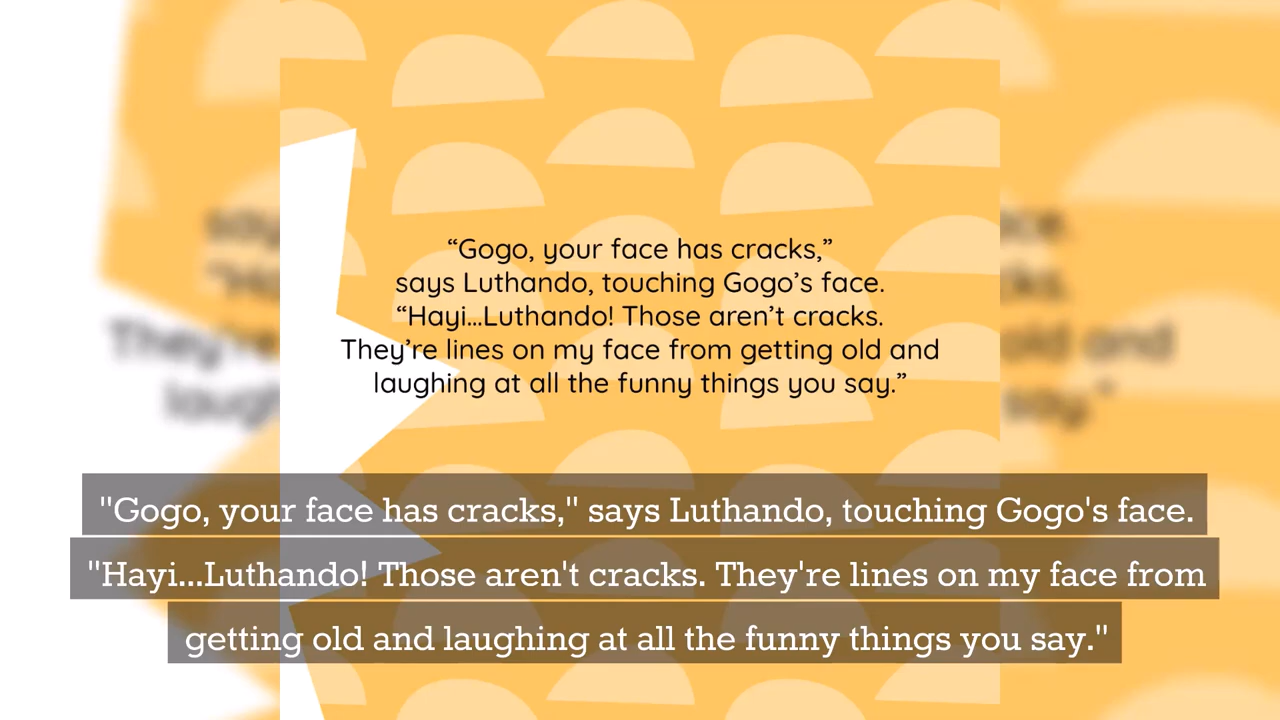 “Gogo, your face has cracks,”
says Luthando, touching Gogo’s face.
“Hayi...Luthando! Those aren’t cracks.
They’re lines on my face from getting old and
laughing at all the funny things you say.”
"Gogo, your face has cracks," says Luthando, touching Gogo's face.
"Hayi...Luthando! Those aren't cracks. They're lines on my face from
getting old and laughing at all the funny things you say."